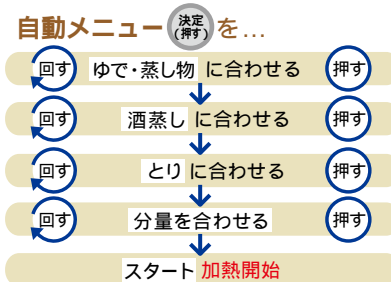 自動メニュー 決定(押す) を…
回す ゆで・蒸し物 に合わせる 押す
回す 酒蒸し に合わせる 押す
回す とり に合わせる 押す
回す 分量を合わせる 押す
スタート 加熱開始